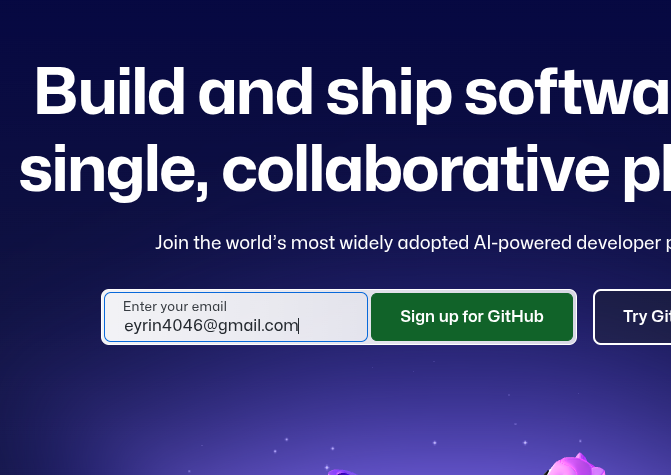 Build and ship softwa
single, collaborative pl
Join the world's most widely adopted AI-powered developer p
Enter your email
eyrin4046@gmail.com
Sign up for GitHub
Try Git